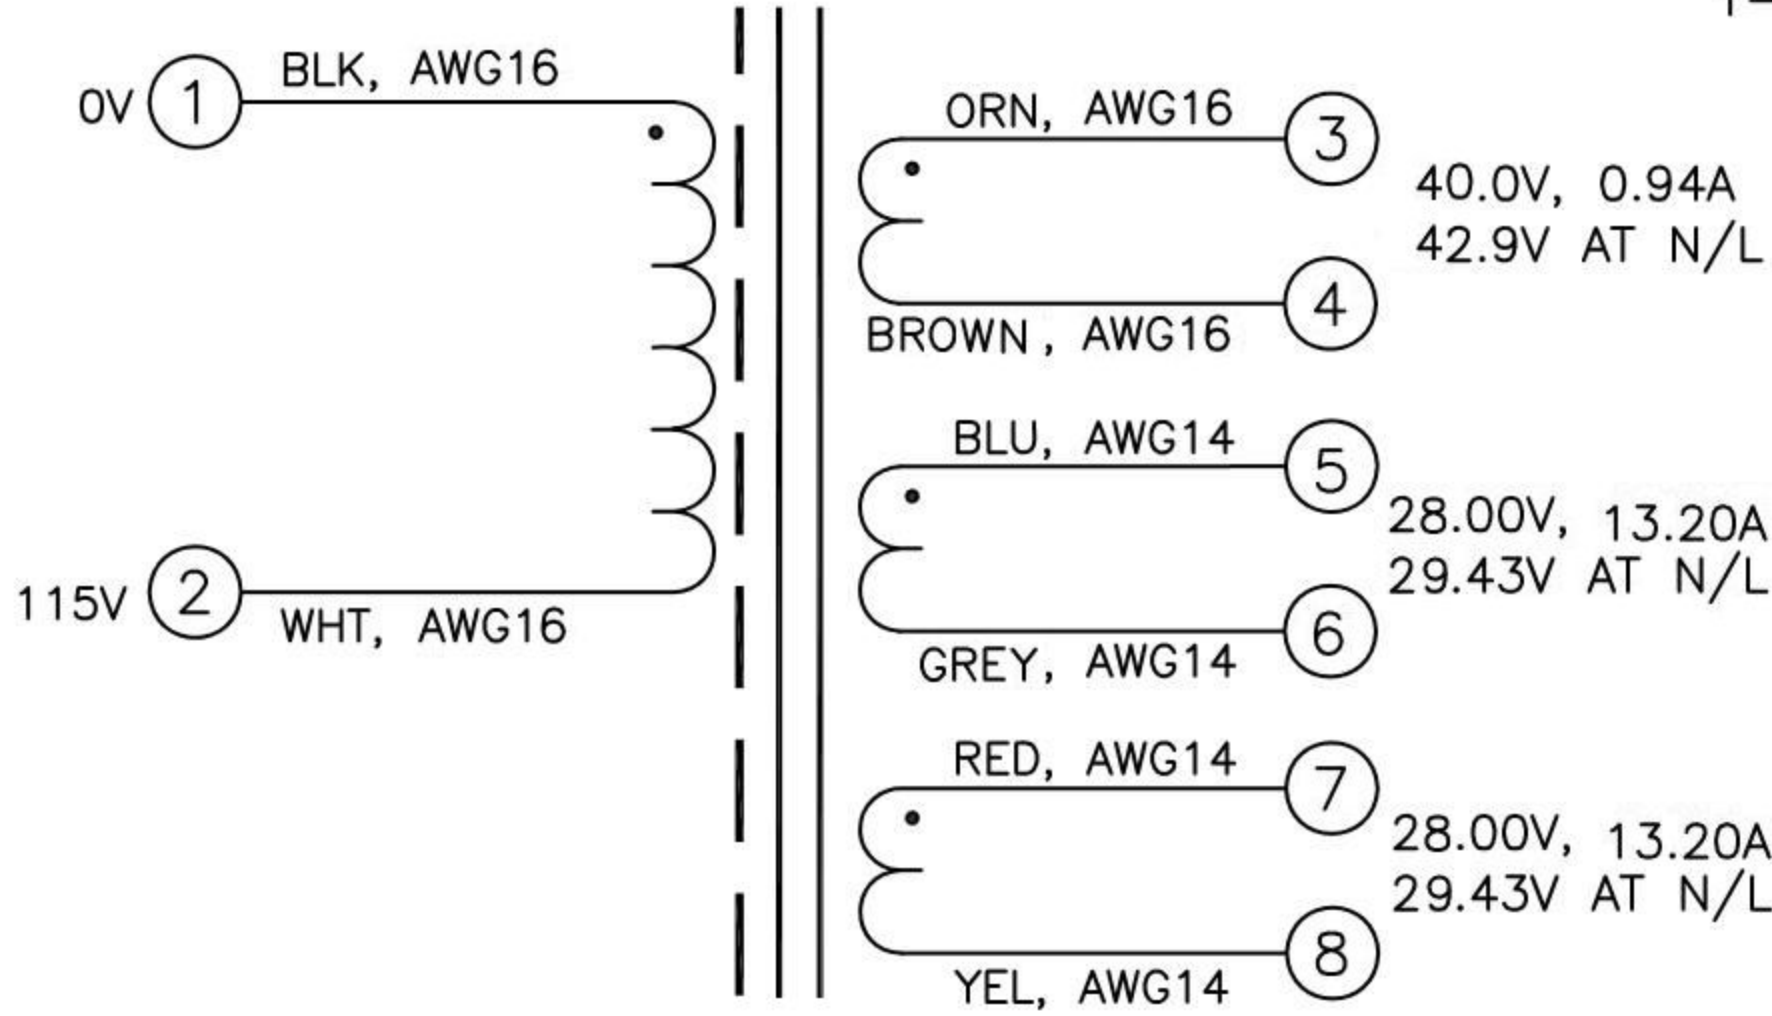 0V 1 BLK, AWG16
115V 2 WHT, AWG16
ORN, AWG16 3
40.0V, 0.94A
42.9V AT N/L
BROWN, AWG16 4
BLU, AWG14 5
28.00V, 13.20A
29.43V AT N/L
GREY, AWG14 6
RED, AWG14 7
28.00V, 13.20A
29.43V AT N/L
YEL, AWG14 8